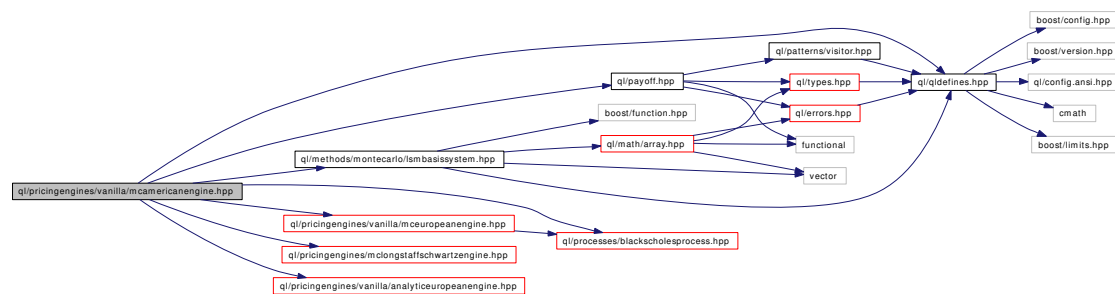 boost/config.hpp
ql/patterns/visitor.hpp
boost/version.hpp
ql/payoff.hpp
ql/types.hpp
ql/qldefines.hpp
ql/config.ansi.hpp
boost/function.hpp
ql/errors.hpp
cmath
ql/math/array.hpp
functional
boost/limits.hpp
ql/methods/montecarlo/lsmbasissystem.hpp
vector
ql/pricingengines/vanilla/mcamericanengine.hpp
ql/pricingengines/vanilla/mceuropeanengine.hpp
ql/processes/blackscholesprocess.hpp
ql/pricingengines/mclongstaffschwartzengine.hpp
ql/pricingengines/vanilla/analyticeuropeanengine.hpp